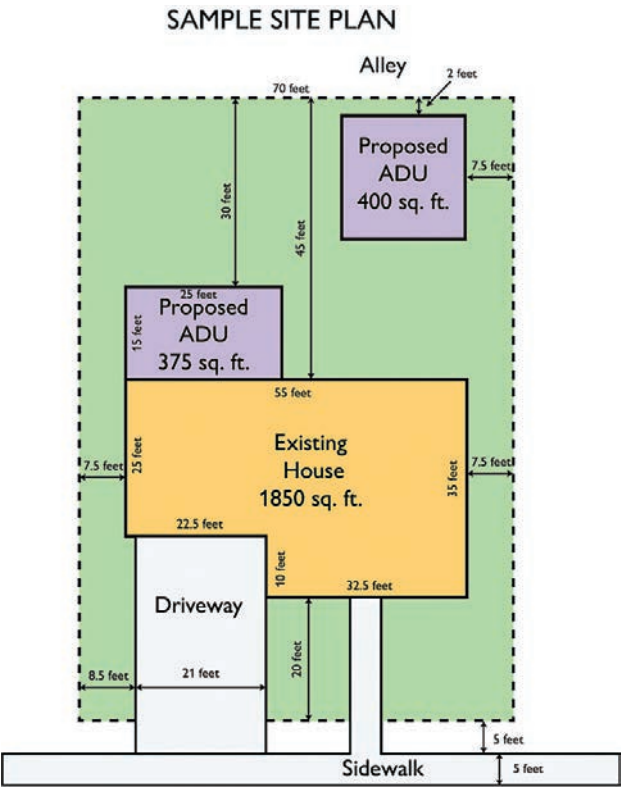 SAMPLE SITE PLAN
Alley
2 feet
70 feet
Proposed
ADU
400 sq. ft.
7.5 feet
30 feet
45 feet
25 feet
Proposed
ADU
375 sq. ft.
15 feet
55 feet
Existing
House
1850 sq. ft.
7.5 feet
25 feet
35 feet
7.5 feet
22.5 feet
10 feet
32.5 feet
Driveway
20 feet
8.5 feet
21 feet
5 feet
Sidewalk
5 feet